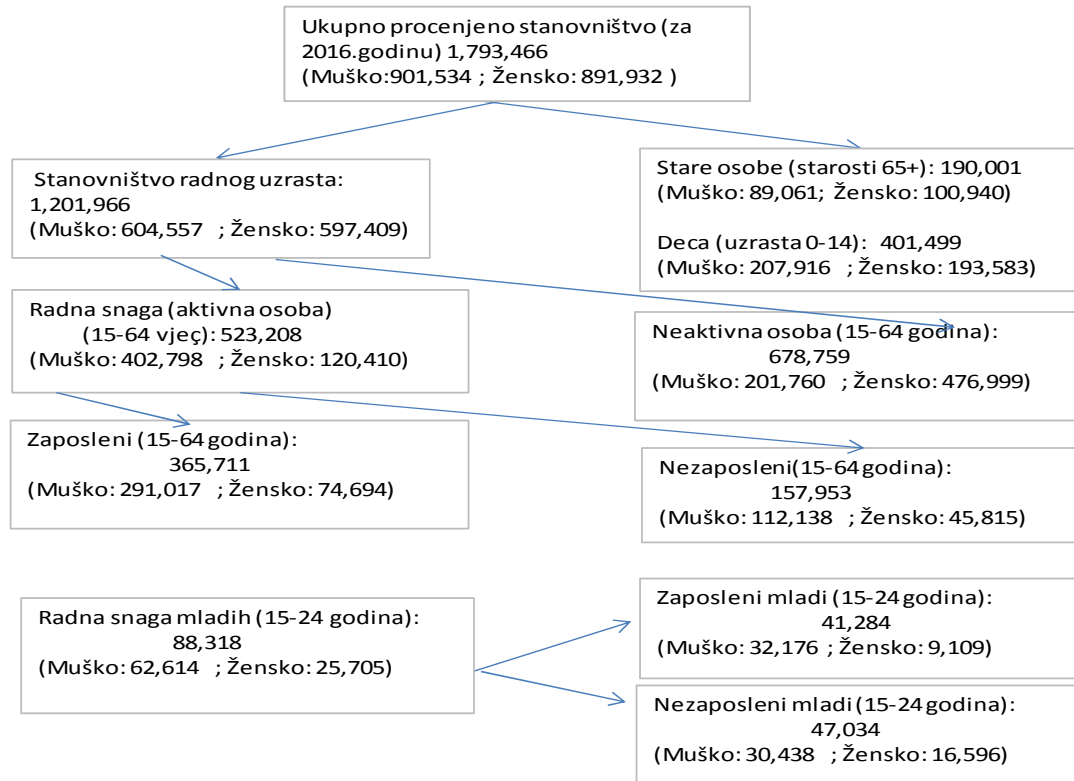 Ukupno procenjeno stanovništvo (za
2016.godinu) 1,793,466
(Muško:901,534 ; Žensko: 891,932 )
Stanovništvo radnog uzrasta:
1,201,966
(Muško: 604,557 ; Žensko: 597,409)
Stare osobe (starosti 65+): 190,001
(Muško: 89,061; Žensko: 100,940)
Deca (uzrasta 0-14): 401,499
(Muško: 207,916 ; Žensko: 193,583)
Radna snaga (aktivna osoba)
(15-64 vjeç): 523,208
(Muško: 402,798 ; Žensko: 120,410)
Neaktivna osoba (15-64 godina):
678,759
(Muško: 201,760 ; Žensko: 476,999)
Zaposleni (15-64 godina):
365,711
(Muško: 291,017 ; Žensko: 74,694)
Nezaposleni(15-64 godina):
157,953
(Muško: 112,138 ; Žensko: 45,815)
Radna snaga mladih (15-24 godina):
88,318
(Muško: 62,614 ; Žensko: 25,705)
Zaposleni mladi (15-24 godina):
41,284
(Muško: 32,176 ; Žensko: 9,109)
Nezaposleni mladi (15-24 godina):
47,034
(Muško: 30,438 ; Žensko: 16,596)